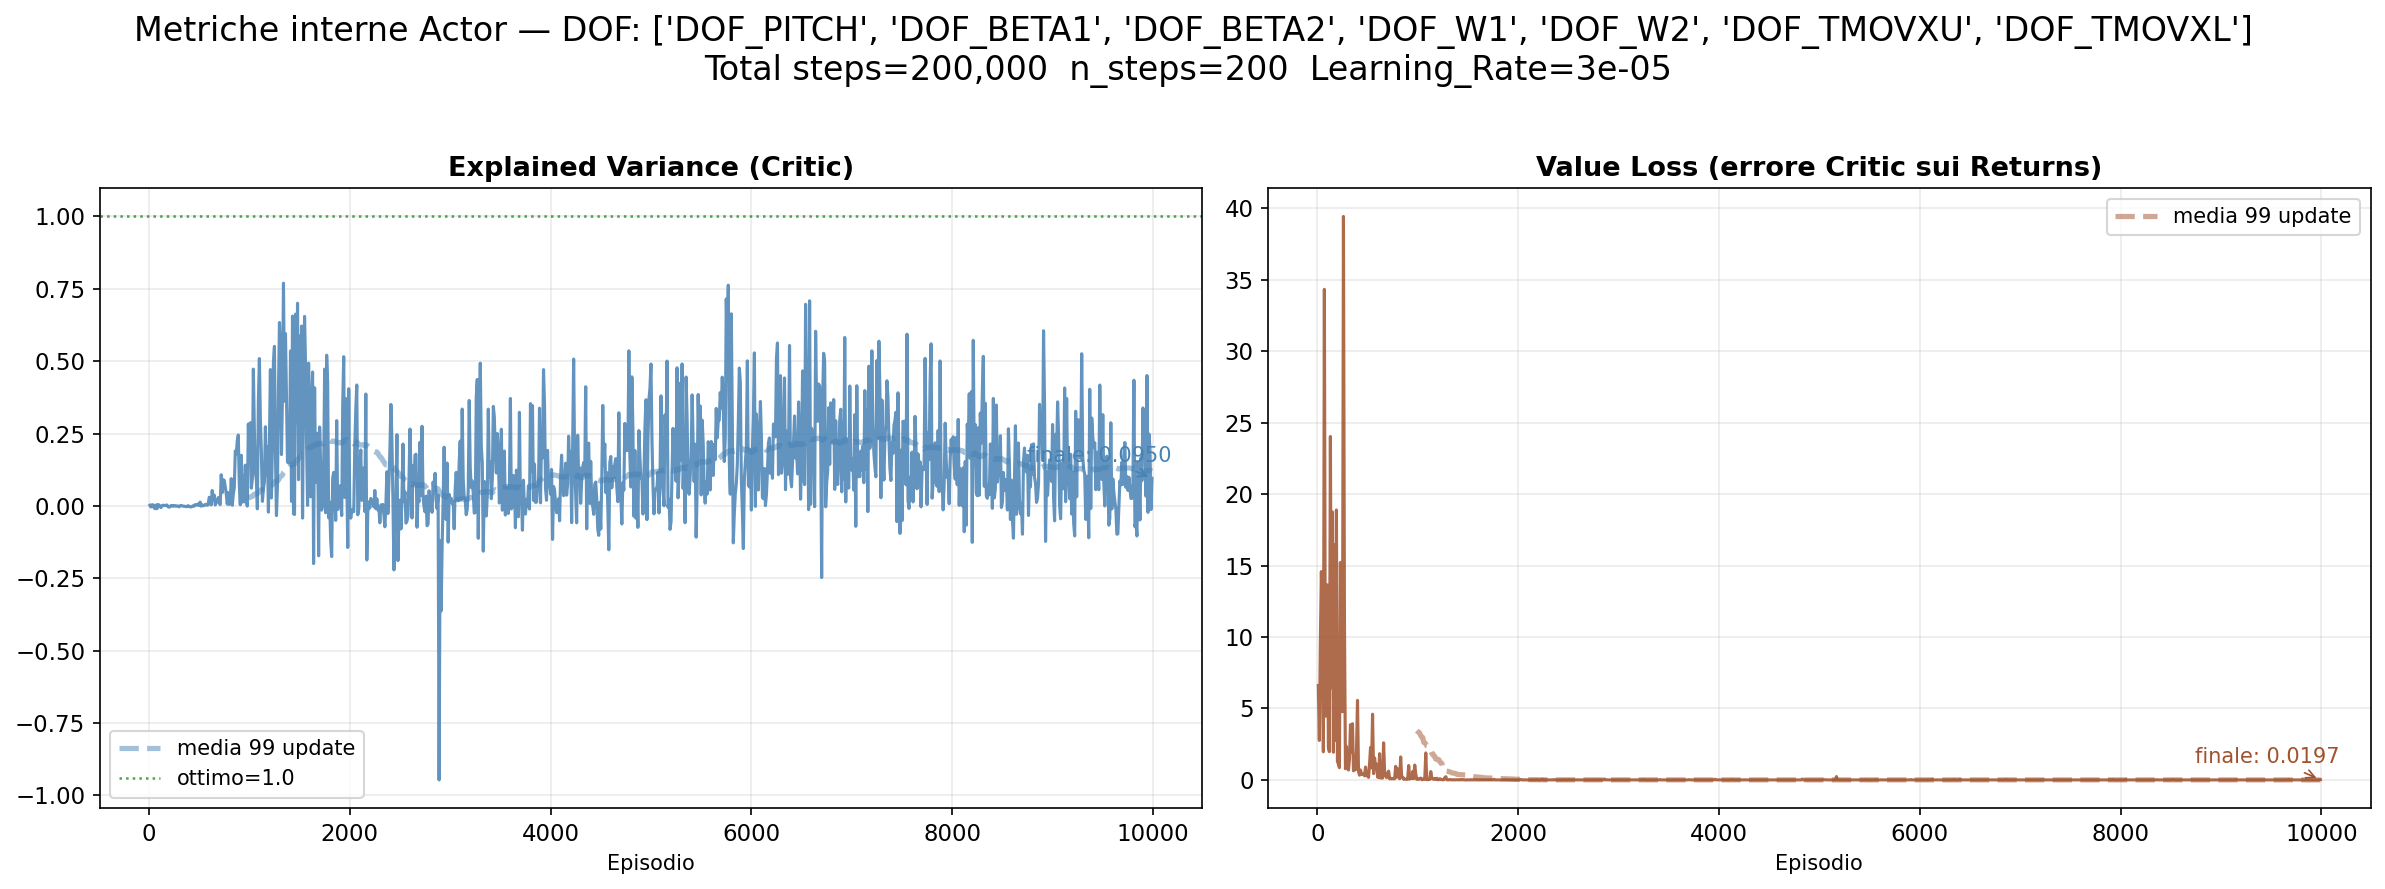 Metriche interne Actor — DOF: ['DOF_PITCH', 'DOF_BETA1', 'DOF_BETA2', 'DOF_W1', 'DOF_W2', 'DOF_TMOVXU', 'DOF_TMOVXL']
Total steps=200,000  n_steps=200  Learning_Rate=3e-05
Explained Variance (Critic)
1.00
0.75
0.50
0.25
0.00
−0.25
−0.50
−0.75
−1.00
finale: 0.0950
media 99 update
ottimo=1.0
0
2000
4000
6000
8000
10000
Episodio
Value Loss (errore Critic sui Returns)
40
35
30
25
20
15
10
5
0
media 99 update
finale: 0.0197
0
2000
4000
6000
8000
10000
Episodio